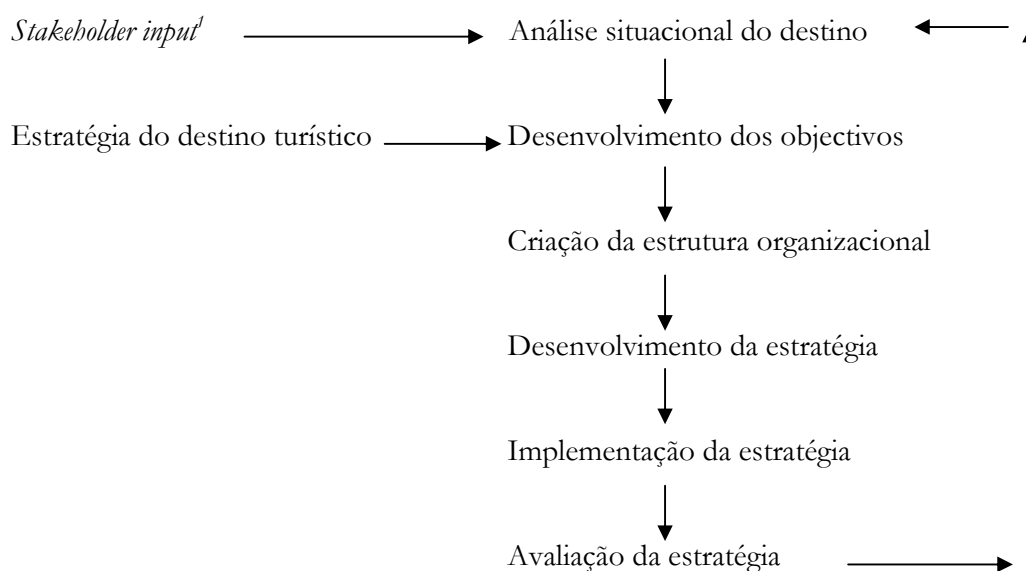 Stakeholder input¹ Análise situacional do destino
Estratégia do destino turístico Desenvolvimento dos objectivos
Criação da estrutura organizacional
Desenvolvimento da estratégia
Implementação da estratégia
Avaliação da estratégia